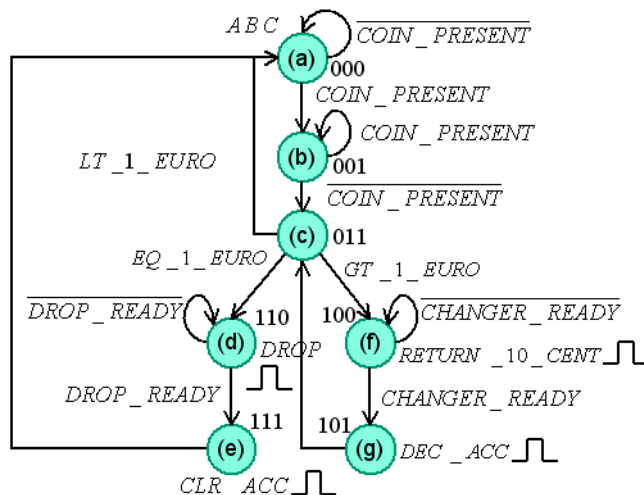 ABC
COIN_PRESENT
(a)
000
COIN_PRESENT
COIN_PRESENT
(b)
001
LT_1_EURO
COIN_PRESENT
(c)
011
EQ_1_EURO
GT_1_EURO
DROP_READY
CHANGER_READY
110
100
(d)
DROP
(f)
RETURN_10_CENT
DROP_READY
CHANGER_READY
111
101
(e)
(g)
DEC_ACC
CLR_ACC